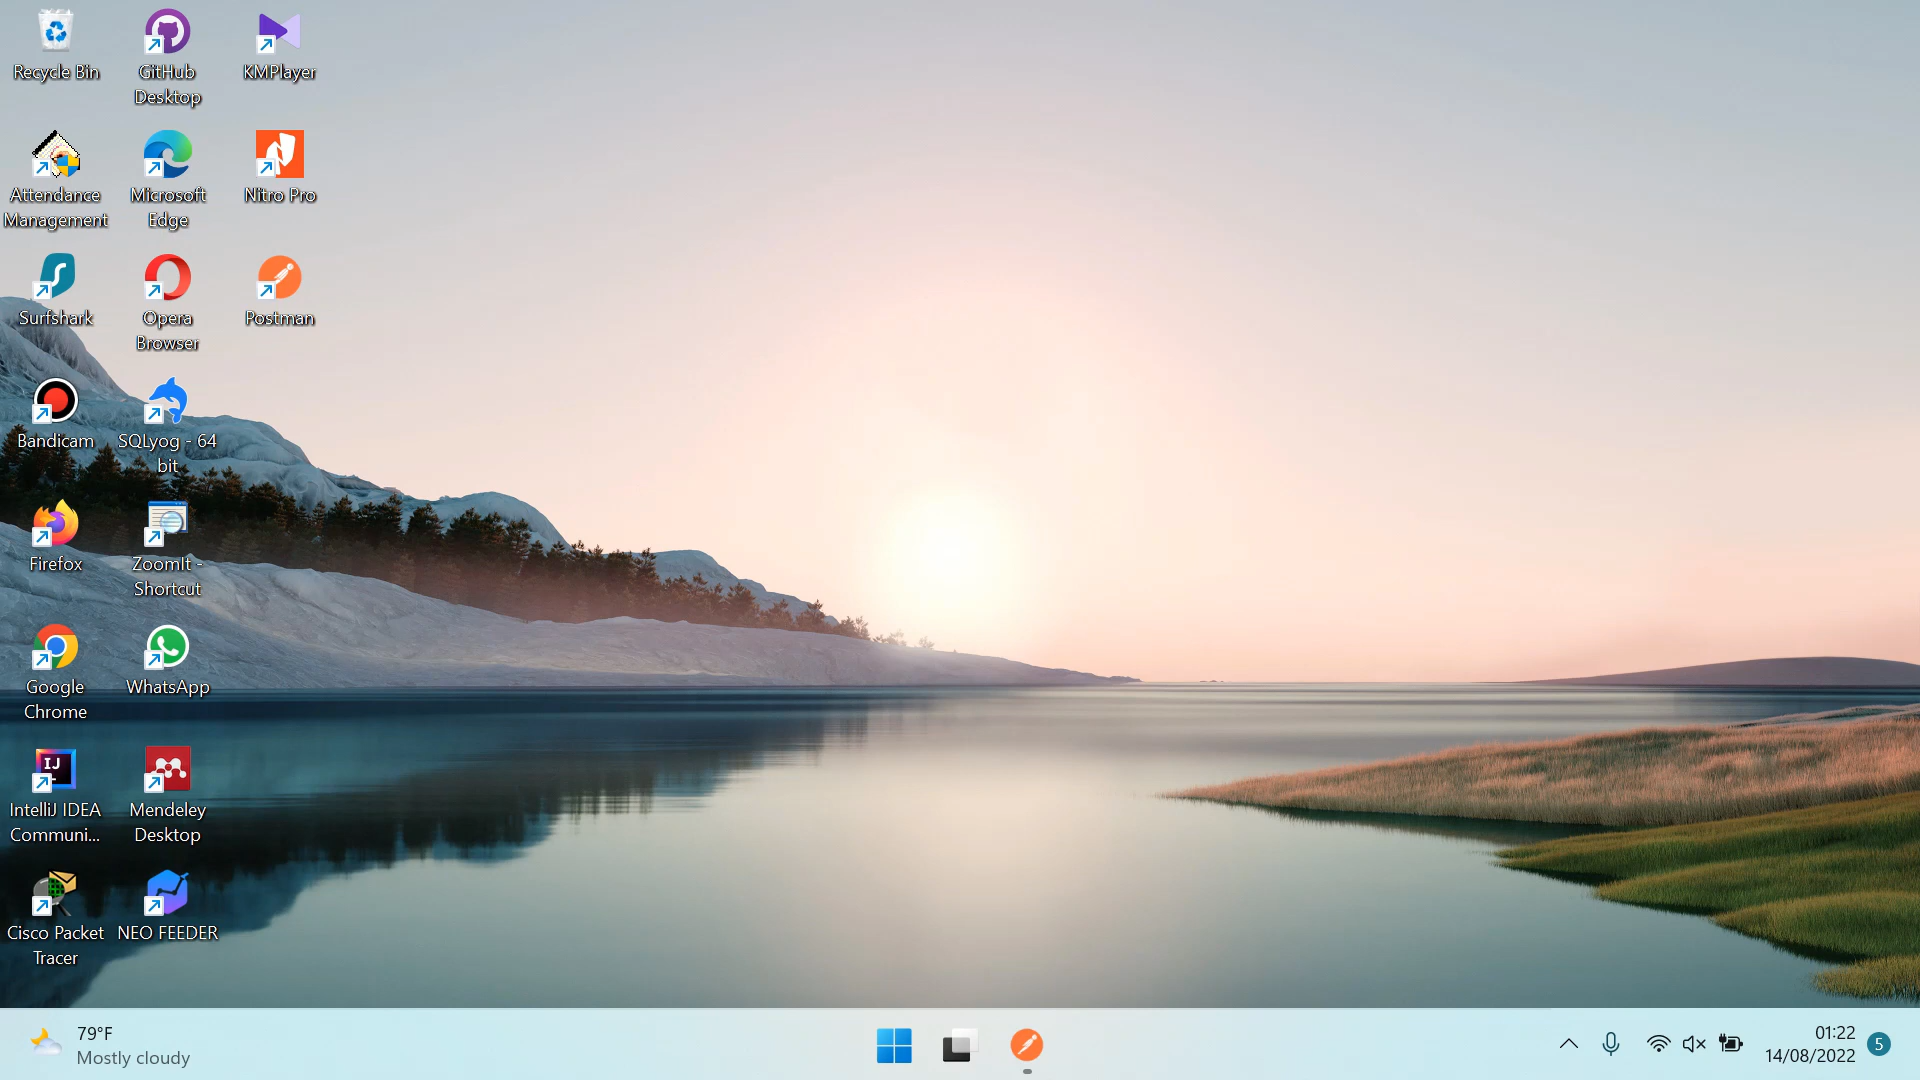 Recycle Bin
GitHub
Desktop
KMPlayer
Attendance
Management
Microsoft
Edge
Nitro Pro
Surfshark
Opera
Browser
Postman
Bandicam
SQLyog - 64
bit
Firefox
ZoomIt -
Shortcut
Google
Chrome
WhatsApp
IJ
IntelliJ IDEA
Communi...
Mendeley
Desktop
Cisco Packet
Tracer
NEO FEEDER
79°F
Mostly cloudy
01:22
14/08/2022
5